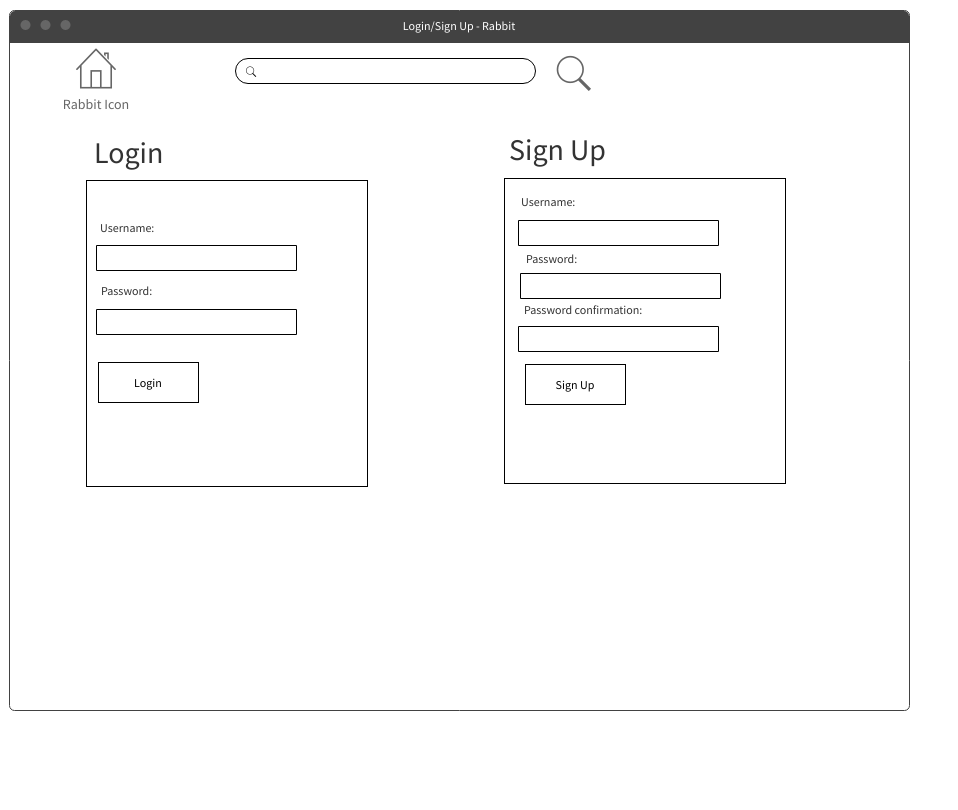 Login/Sign Up - Rabbit
Rabbit Icon
Login
Username:
Password:
Login
Sign Up
Username:
Password:
Password confirmation:
Sign Up